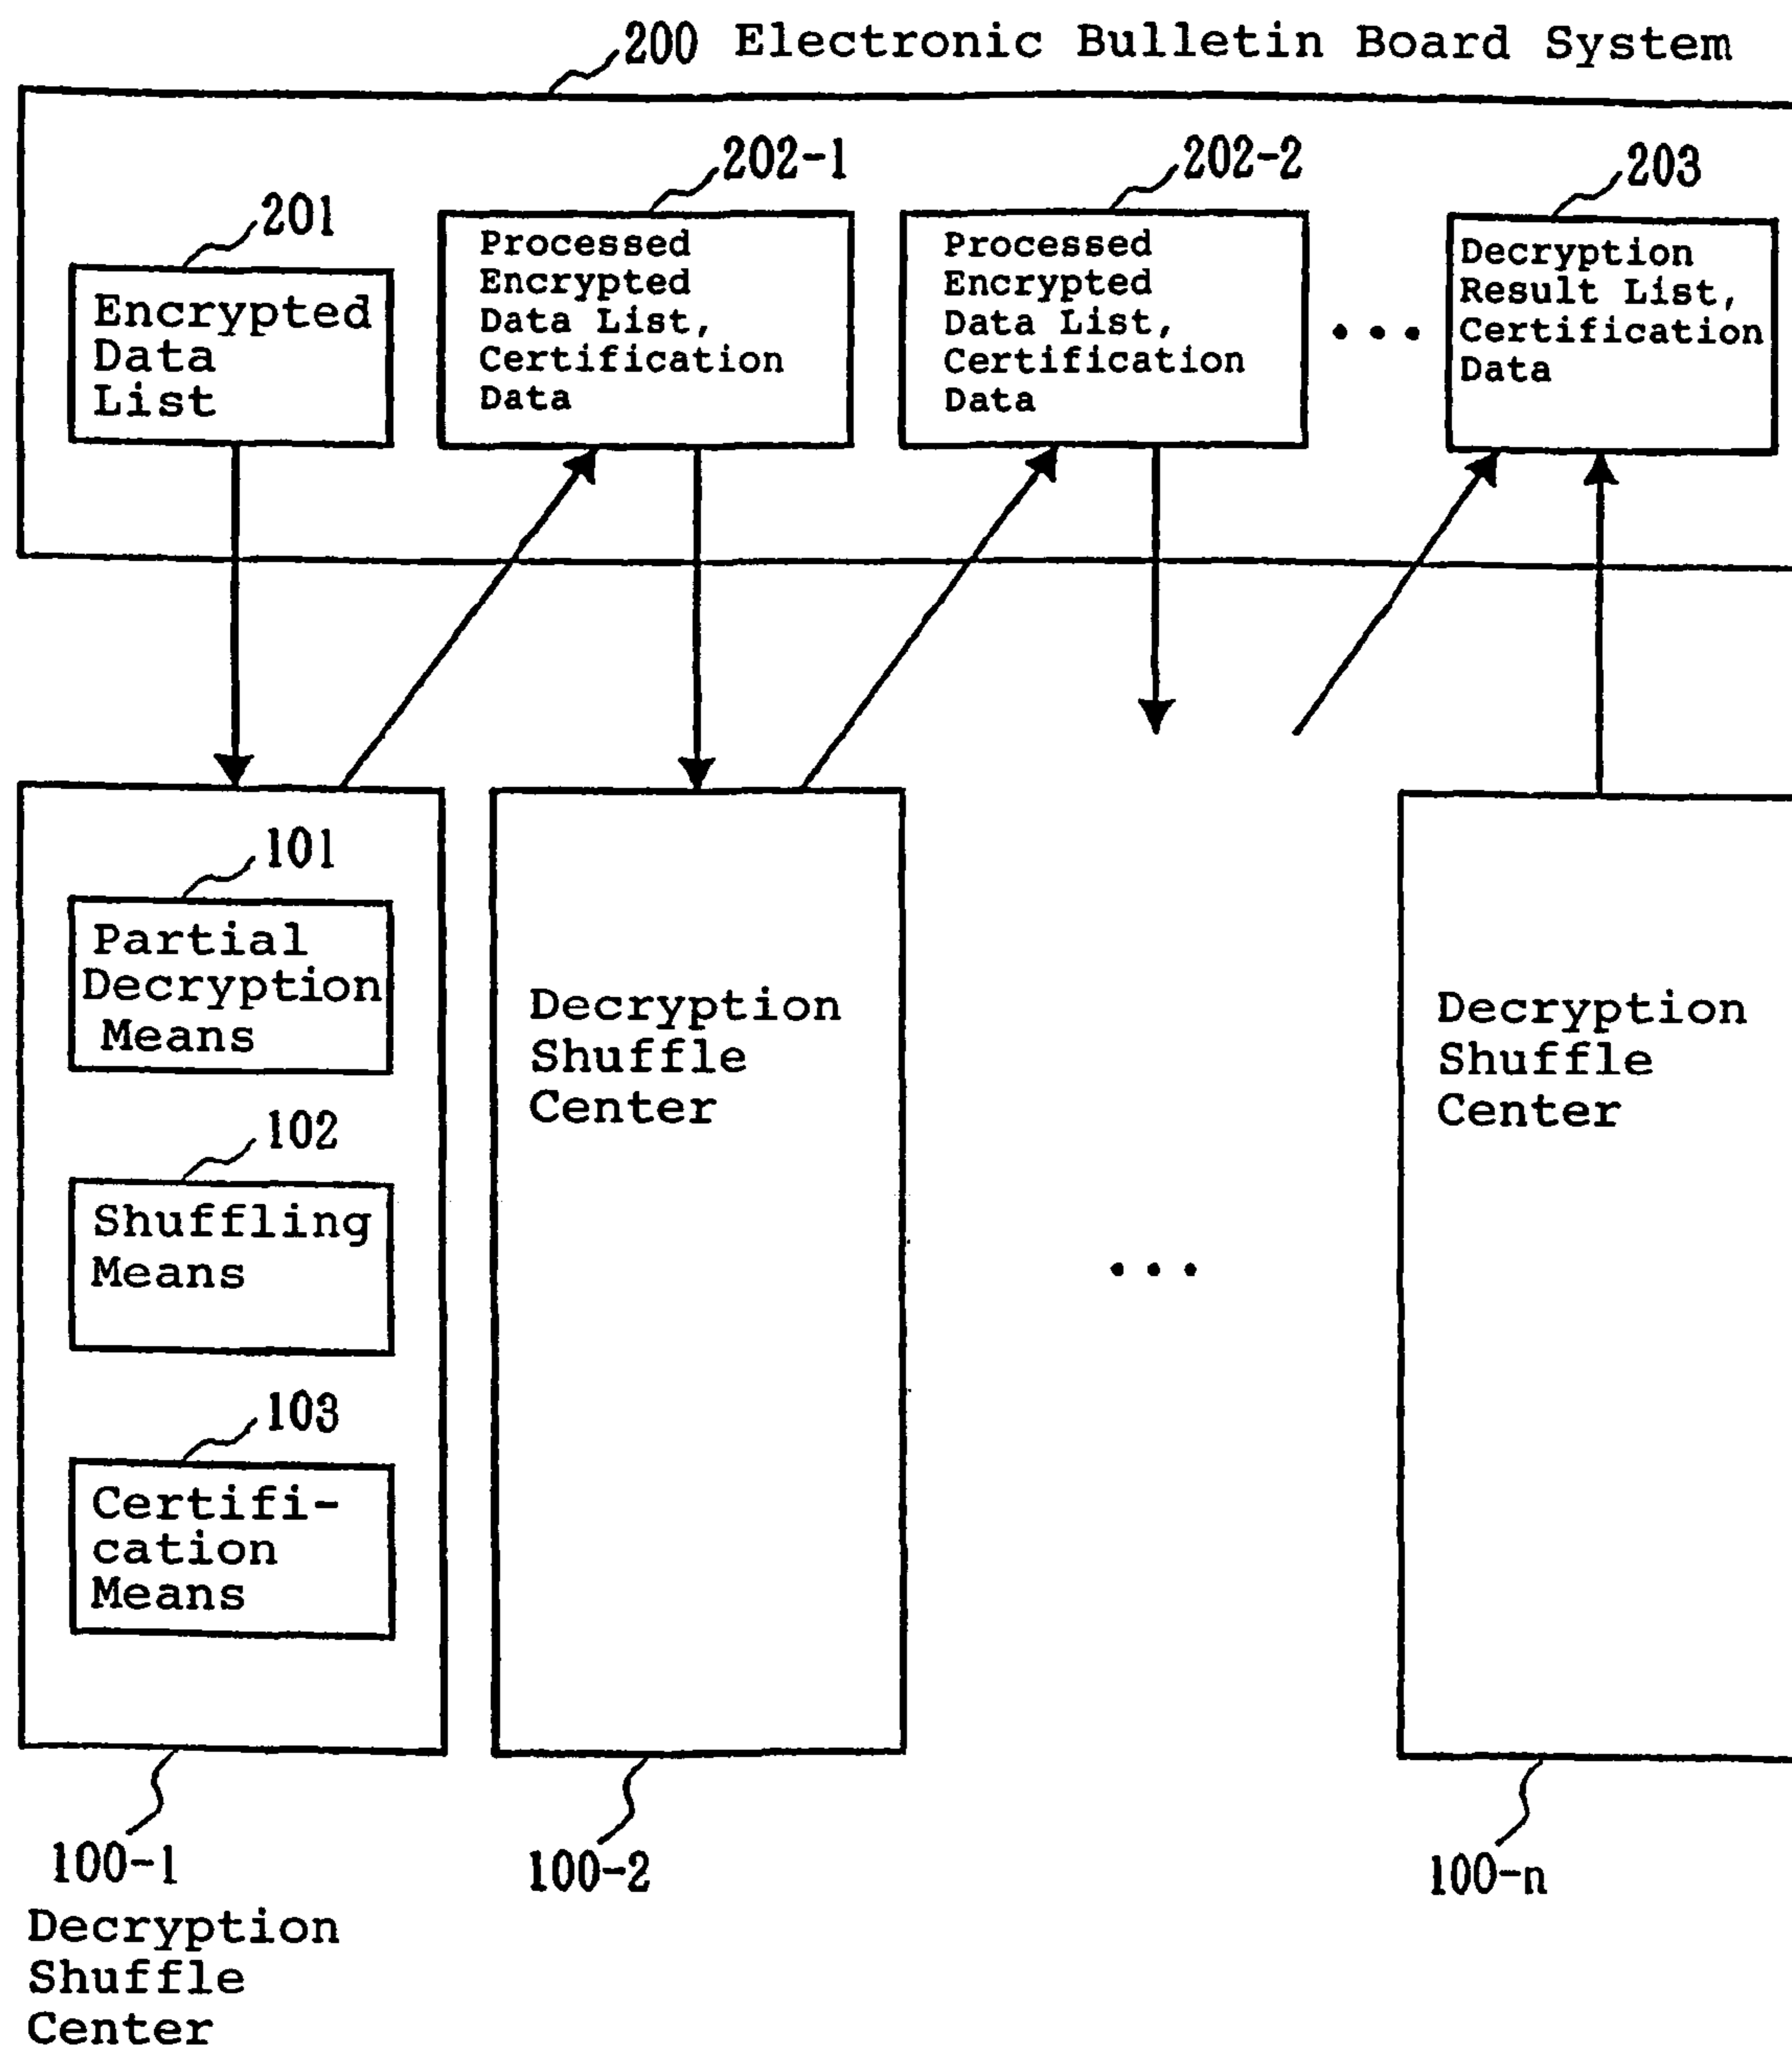 200 Electronic Bulletin Board System
201
202-1
202-2
203
Encrypted
Data
List
Processed
Encrypted
Data List,
Certification
Data
Processed
Encrypted
Data List,
Certification
Data
• • •
Decryption
Result List,
Certification
Data
101
Partial
Decryption
Means
102
Shuffling
Means
103
Certifi-
cation
Means
Decryption
Shuffle
Center
• • •
Decryption
Shuffle
Center
100-1
Decryption
Shuffle
Center
100-2
100-n